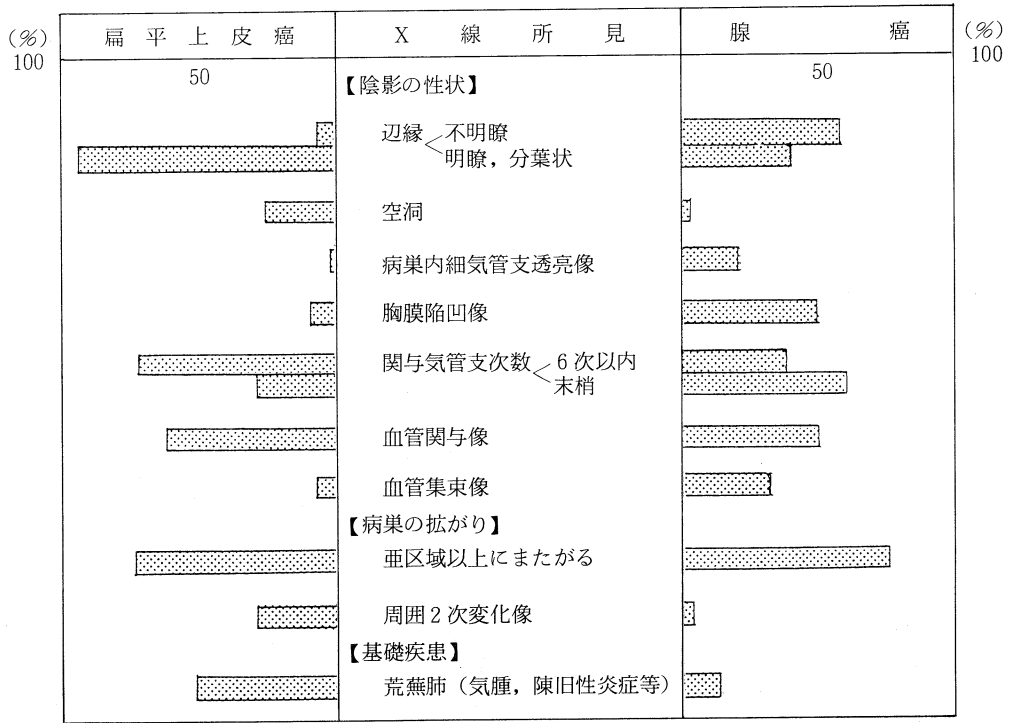 (%) 扁平上皮癌 X線所見 腺癌 (%)
100 50 50 100
【陰影の性状】
辺縁 不明瞭
明瞭，分葉状
空洞
病巣内細気管支透亮像
胸膜陥凹像
関与気管支次数 6次以内
末梢
血管関与像
血管集束像
【病巣の拡がり】
亜区域以上にまたがる
周囲2次変化像
【基礎疾患】
荒蕪肺（気腫，陳旧性炎症等）